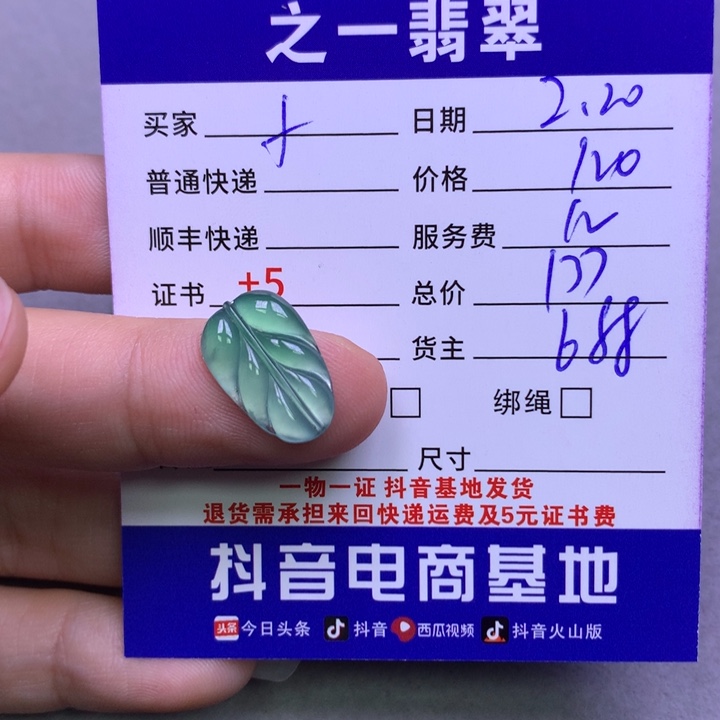 之一翡翠
买家 十 日期 2.20
普通快递 价格 120
顺丰快递 服务费 12
证书 +5 总价 137
货主 688
绑绳
尺寸
一物一证 抖音基地发货
退货需承担来回快递运费及5元证书费
抖音电商基地
头条 今日头条 抖音 西瓜视频 抖音火山版